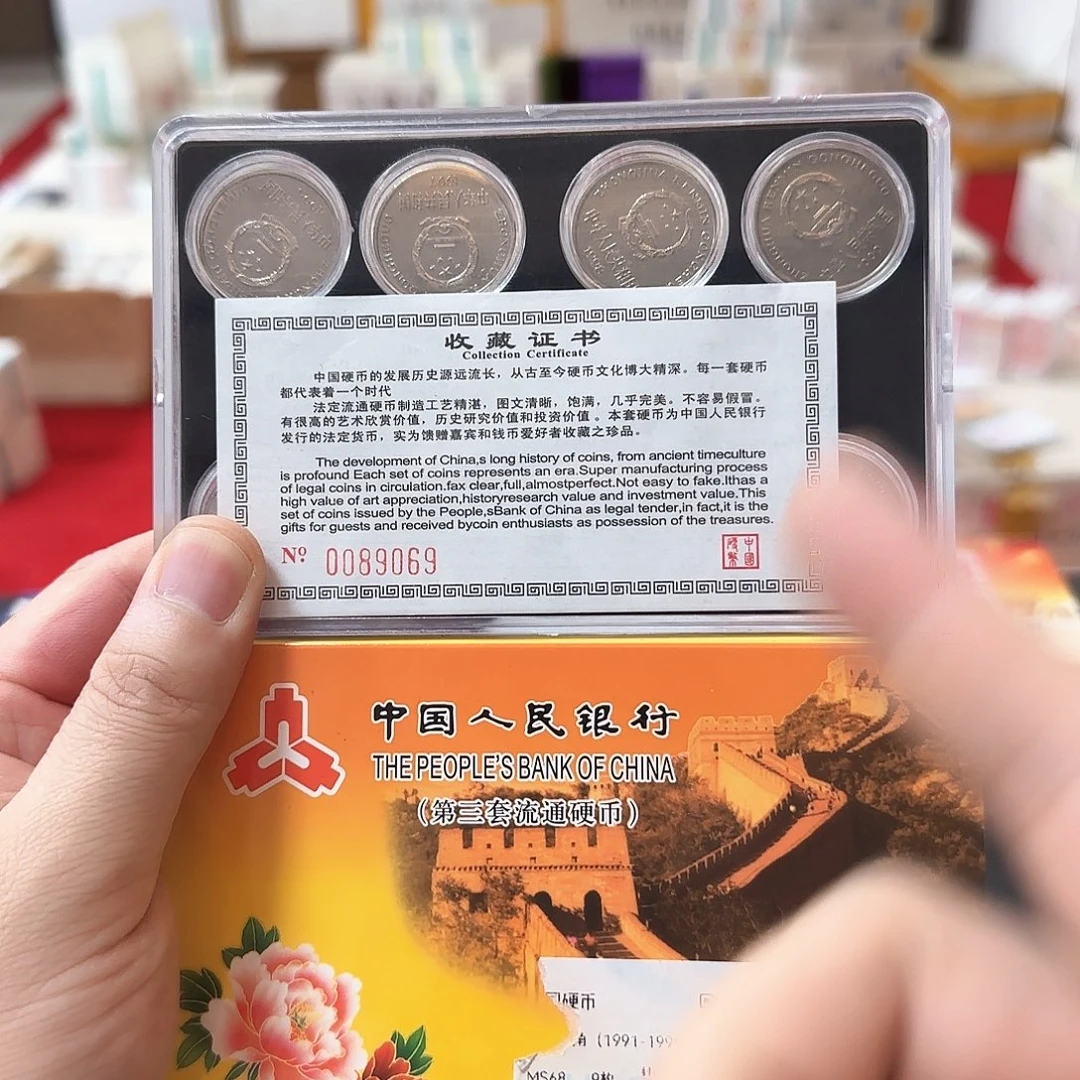 收藏证书
Collection Certificate
中国硬币的发展历史源远流长，从古至今硬币文化博大精深。每一套硬币
都代表着一个时代
法定流通硬币制造工艺精湛，图文清晰，饱满，几乎完美。不容易假冒。
有很高的艺术欣赏价值，历史研究价值和投资价值。本套硬币为中国人民银行
发行的法定货币，实为馈赠嘉宾和钱币爱好者收藏之珍品。
The development of China,s long history of coins, from ancient timeculture
is profound Each set of coins represents an era.Super manufacturing process
of legal coins in circulation.fax clear,full,almostperfect.Not easy to fake.Ithas a
high value of art appreciation,historyresearch value and investment value.This
set of coins issued by the People,sBank of China as legal tender,in fact,it is the
gifts for guests and received bycoin enthusiasts as possession of the treasures.
Nº 0089069
中国人民银行
THE PEOPLE'S BANK OF CHINA
（第三套流通硬币）
硬币
角 (1991-199
MS68 9枚